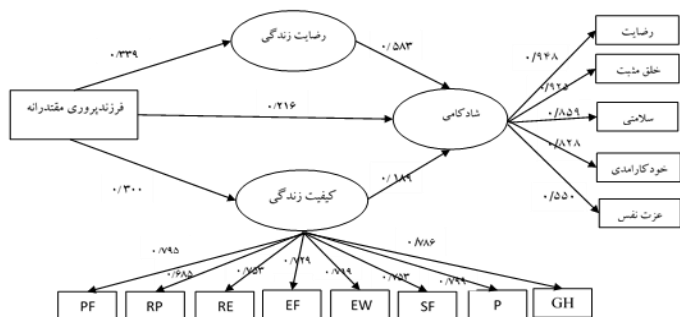 رضایت زندگی
۰/۳۳۹
۰/۵۸۳
رضایت
۰/۹۴۸
خلق مثبت
۰/۹۲۵
فرزندپروری مقتدرانه
۰/۲۱۶
شادکامی
سلامتی
۰/۸۵۹
خودکارامدی
۰/۸۲۸
عزت نفس
۰/۵۵۰
۰/۳۰۰
۰/۱۸۹
کیفیت زندگی
۰/۷۹۵
۰/۶۸۵
۰/۷۵۳
۰/۷۲۹
۰/۷۹۹
۰/۷۵۳
۰/۷۹۹
۰/۷۸۶
PF
RP
RE
EF
EW
SF
P
GH